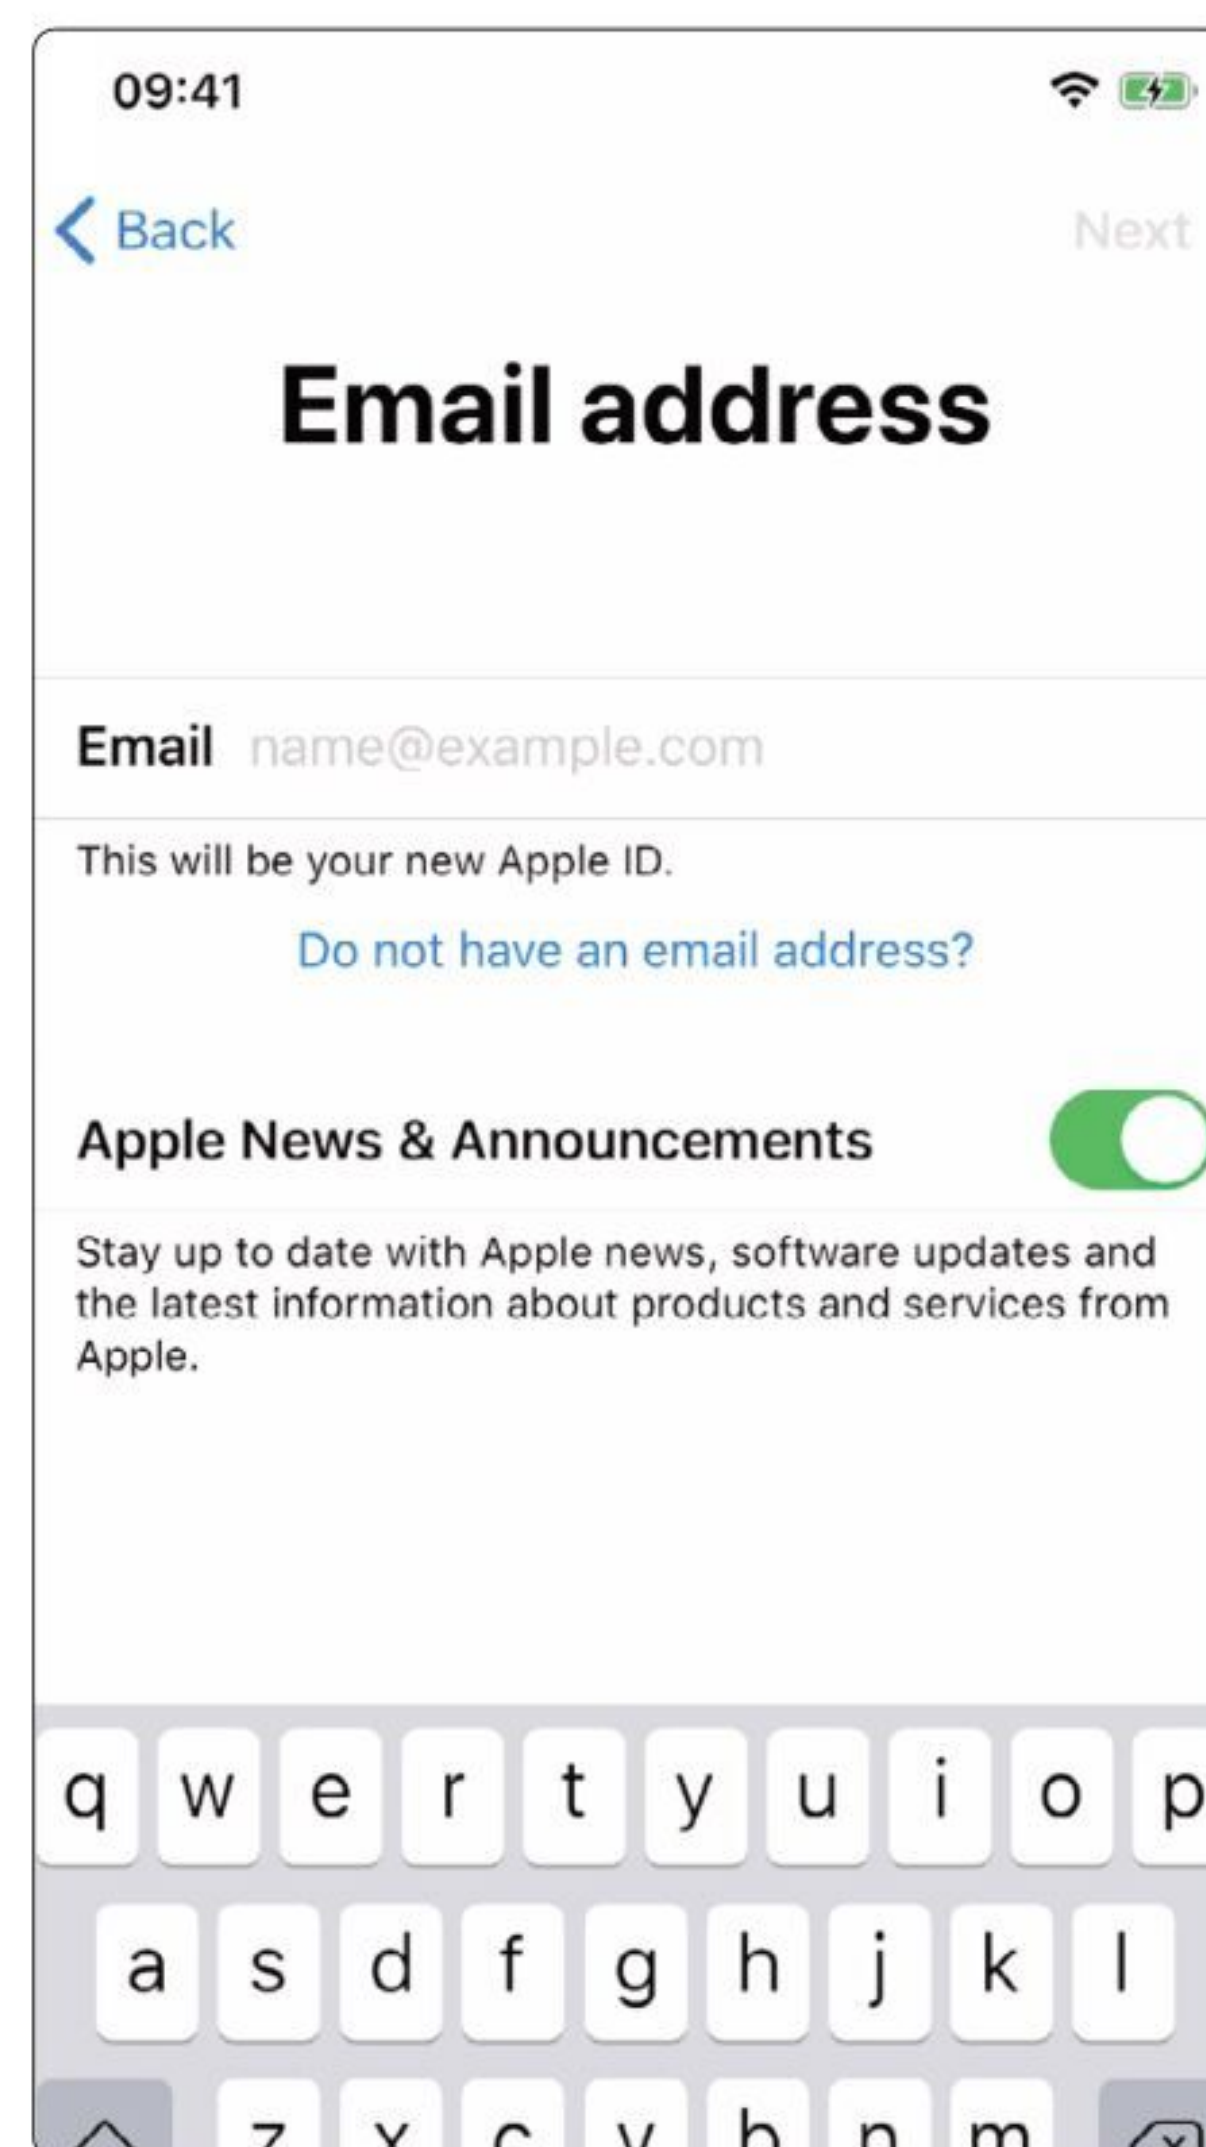 09:41
Back
Next
Email address
Email name@example.com
This will be your new Apple ID.
Do not have an email address?
Apple News & Announcements
Stay up to date with Apple news, software updates and
the latest information about products and services from
Apple.
q w e r t y u i o p
a s d f g h j k l
z x c v b n m